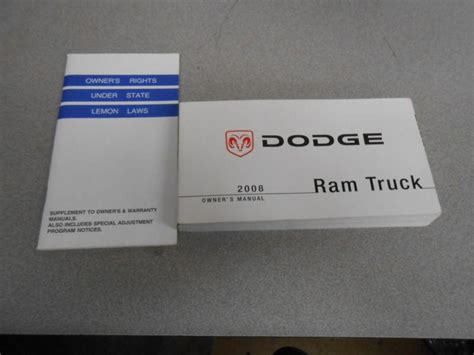 OWNER'S RIGHTS
UNDER STATE
LEMON LAWS
SUPPLEMENT TO OWNER'S & WARRANTY
MANUALS.
ALSO INCLUDES SPECIAL ADJUSTMENT
PROGRAM NOTICES.
DODGE
2008
OWNER'S MANUAL
Ram Truck